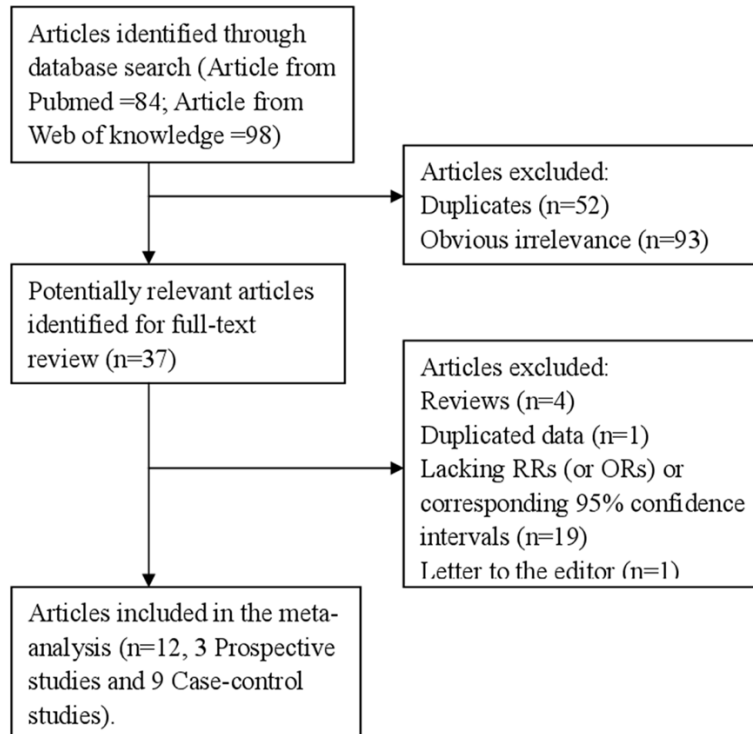 Articles identified through
database search (Article from
Pubmed =84; Article from
Web of knowledge =98)
Articles excluded:
Duplicates (n=52)
Obvious irrelevance (n=93)
Potentially relevant articles
identified for full-text
review (n=37)
Articles excluded:
Reviews (n=4)
Duplicated data (n=1)
Lacking RRs (or ORs) or
corresponding 95% confidence
intervals (n=19)
Letter to the editor (n=1)
Articles included in the meta-
analysis (n=12, 3 Prospective
studies and 9 Case-control
studies).